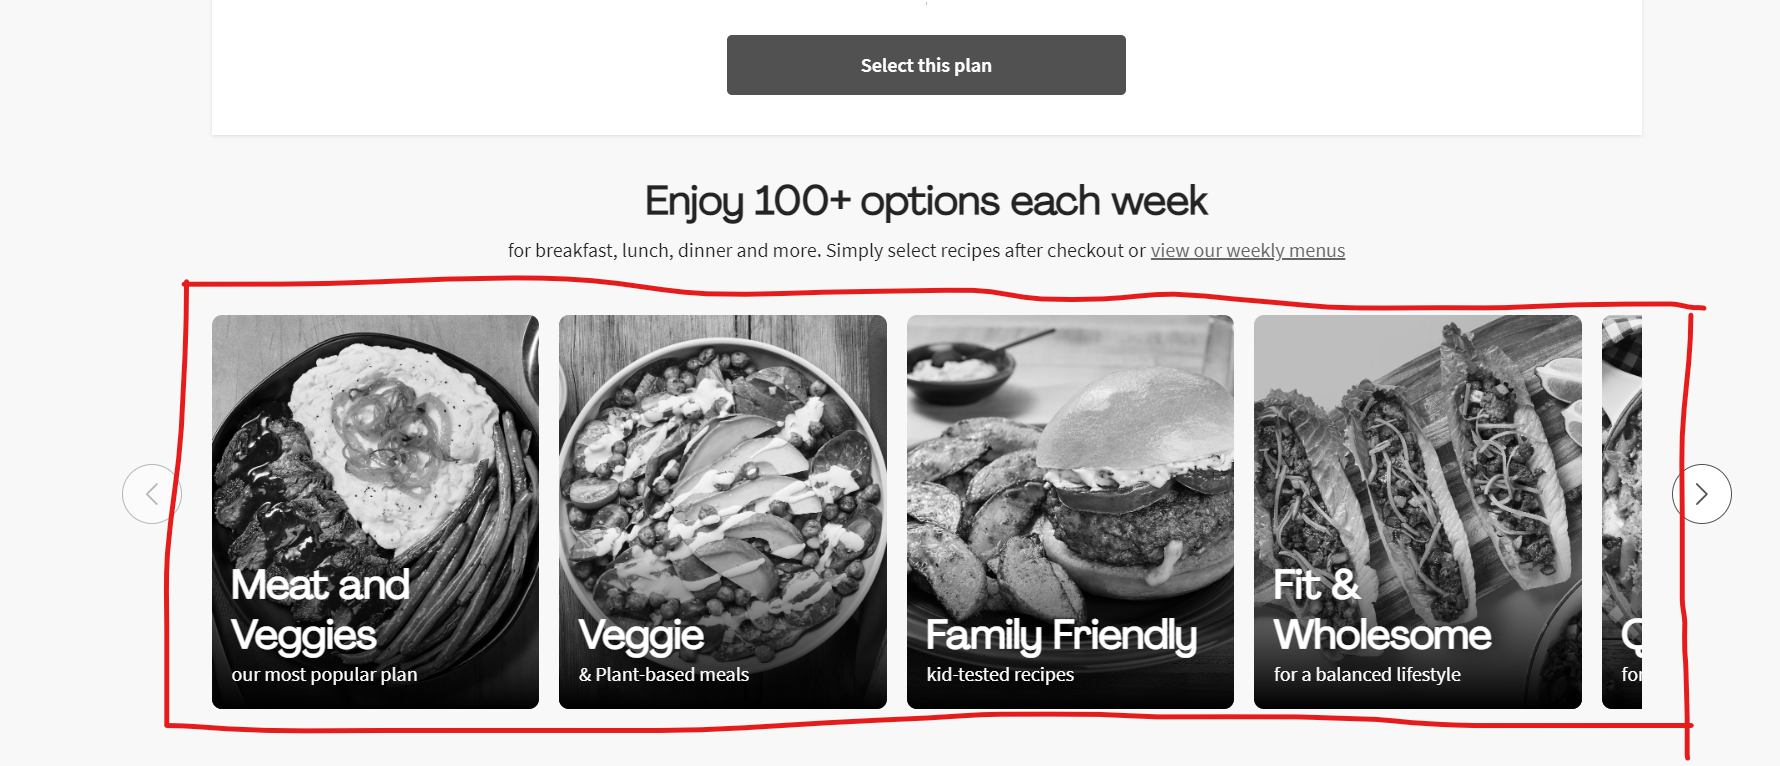 Select this plan
Enjoy 100+ options each week
for breakfast, lunch, dinner and more. Simply select recipes after checkout or view our weekly menus
Meat and
Veggies
our most popular plan
Veggie
& Plant-based meals
Family Friendly
kid-tested recipes
Fit &
Wholesome
for a balanced lifestyle